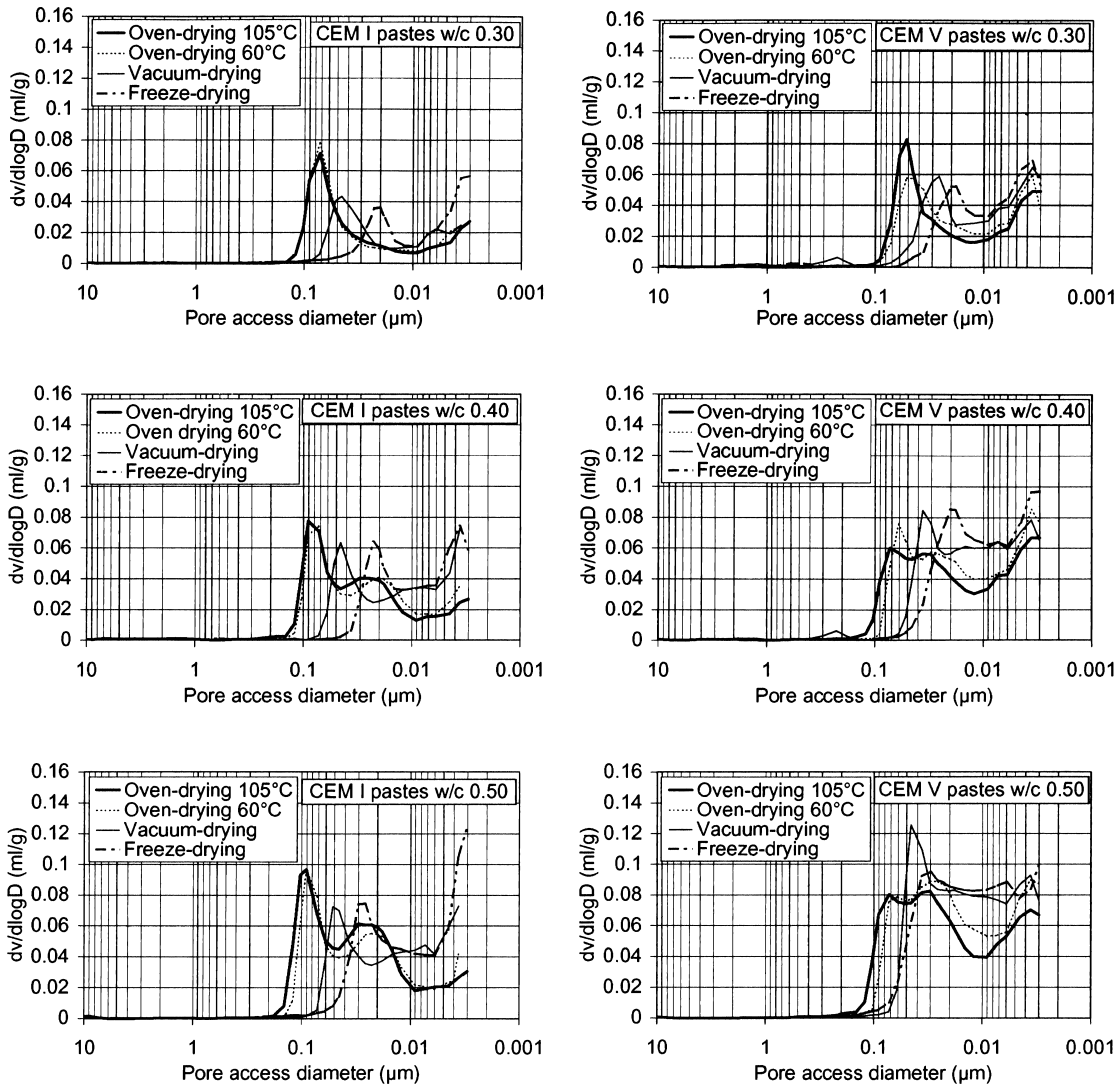 0.16
0.14
0.12
0.1
0.08
0.06
0.04
0.02
0
dv/dlogD (ml/g)
Oven-drying 105°C
Oven-drying 60°C
Vacuum-drying
Freeze-drying
CEM I pastes w/c 0.30
10 1 0.1 0.01 0.001
Pore access diameter (µm)
0.16
0.14
0.12
0.1
0.08
0.06
0.04
0.02
0
dv/dlogD (ml/g)
Oven-drying 105°C
Oven-drying 60°C
Vacuum-drying
Freeze-drying
CEM V pastes w/c 0.30
10 1 0.1 0.01 0.001
Pore access diameter (µm)
0.16
0.14
0.12
0.1
0.08
0.06
0.04
0.02
0
dv/dlogD (ml/g)
Oven-drying 105°C
Oven drying 60°C
Vacuum-drying
Freeze-drying
CEM I pastes w/c 0.40
10 1 0.1 0.01 0.001
Pore access diameter (µm)
0.16
0.14
0.12
0.1
0.08
0.06
0.04
0.02
0
dv/dlogD (ml/g)
Oven-drying 105°C
Oven-drying 60°C
Vacuum-drying
Freeze-drying
CEM V pastes w/c 0.40
10 1 0.1 0.01 0.001
Pore access diameter (µm)
0.16
0.14
0.12
0.1
0.08
0.06
0.04
0.02
0
dv/dlogD (ml/g)
Oven-drying 105°C
Oven-drying 60°C
Vacuum-drying
Freeze-drying
CEM I pastes w/c 0.50
10 1 0.1 0.01 0.001
Pore access diameter (µm)
0.16
0.14
0.12
0.1
0.08
0.06
0.04
0.02
0
dv/dlogD (ml/g)
Oven-drying 105°C
Oven-drying 60°C
Vacuum-drying
Freeze-drying
CEM V pastes w/c 0.50
10 1 0.1 0.01 0.001
Pore access diameter (µm)